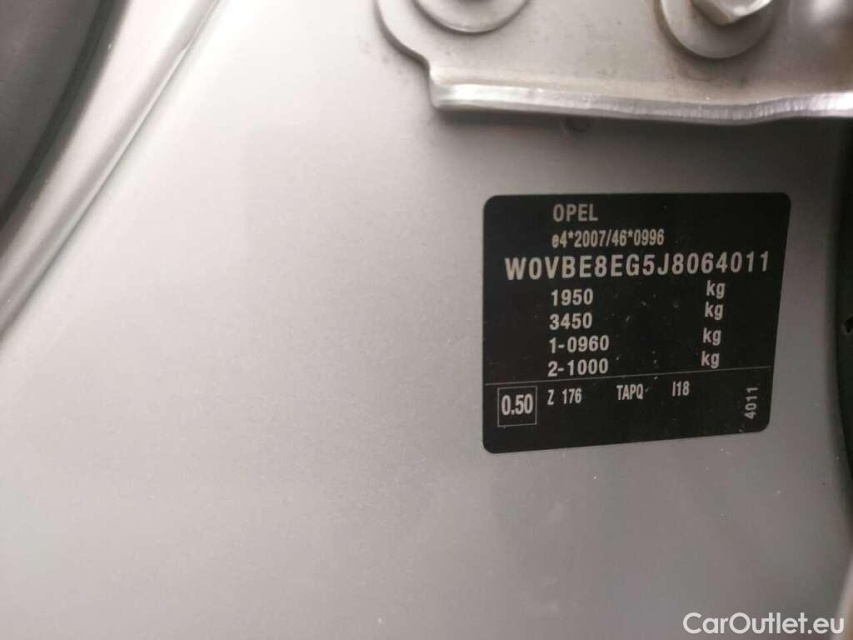 OPEL
e4*2007/46*0996
W0VBE8EG5J8064011
1950 kg
3450 kg
1-0960 kg
2-1000 kg
0.50 Z 176 TAPQ I18 4011
CarOutlet.eu